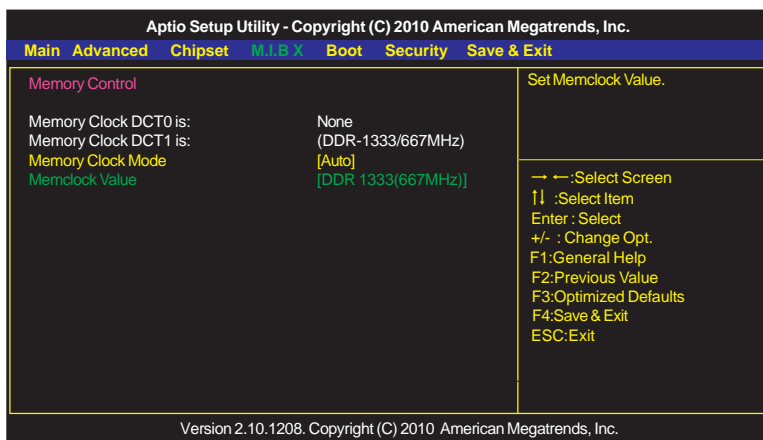 Aptio Setup Utility - Copyright (C) 2010 American Megatrends, Inc.
Main Advanced Chipset M.I.B X Boot Security Save & Exit
Memory Control
Memory Clock DCT0 is: None
Memory Clock DCT1 is: (DDR-1333/667MHz)
Memory Clock Mode [Auto]
Memclock Value [DDR 1333(667MHz)]
Set Memclock Value.
→ ←:Select Screen
↑↓ :Select Item
Enter : Select
+/- : Change Opt.
F1:General Help
F2:Previous Value
F3:Optimized Defaults
F4:Save & Exit
ESC:Exit
Version 2.10.1208. Copyright (C) 2010 American Megatrends, Inc.